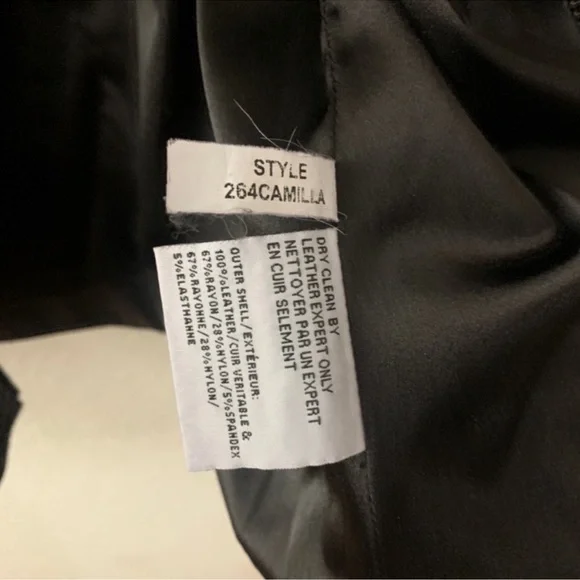 STYLE
264CAMILLA
DRY CLEAN BY
LEATHER EXPERT ONLY
NETTOYER PAR UN EXPERT
EN CUIR SELEMENT
OUTER SHELL/EXTÉRIEUR:
100%LEATHER/CUIR VERITABLE &
67%RAYON/28%NYLON/5%SPANDEX
67%RAYONNE/28%NYLON/
5%ELASTHANNE